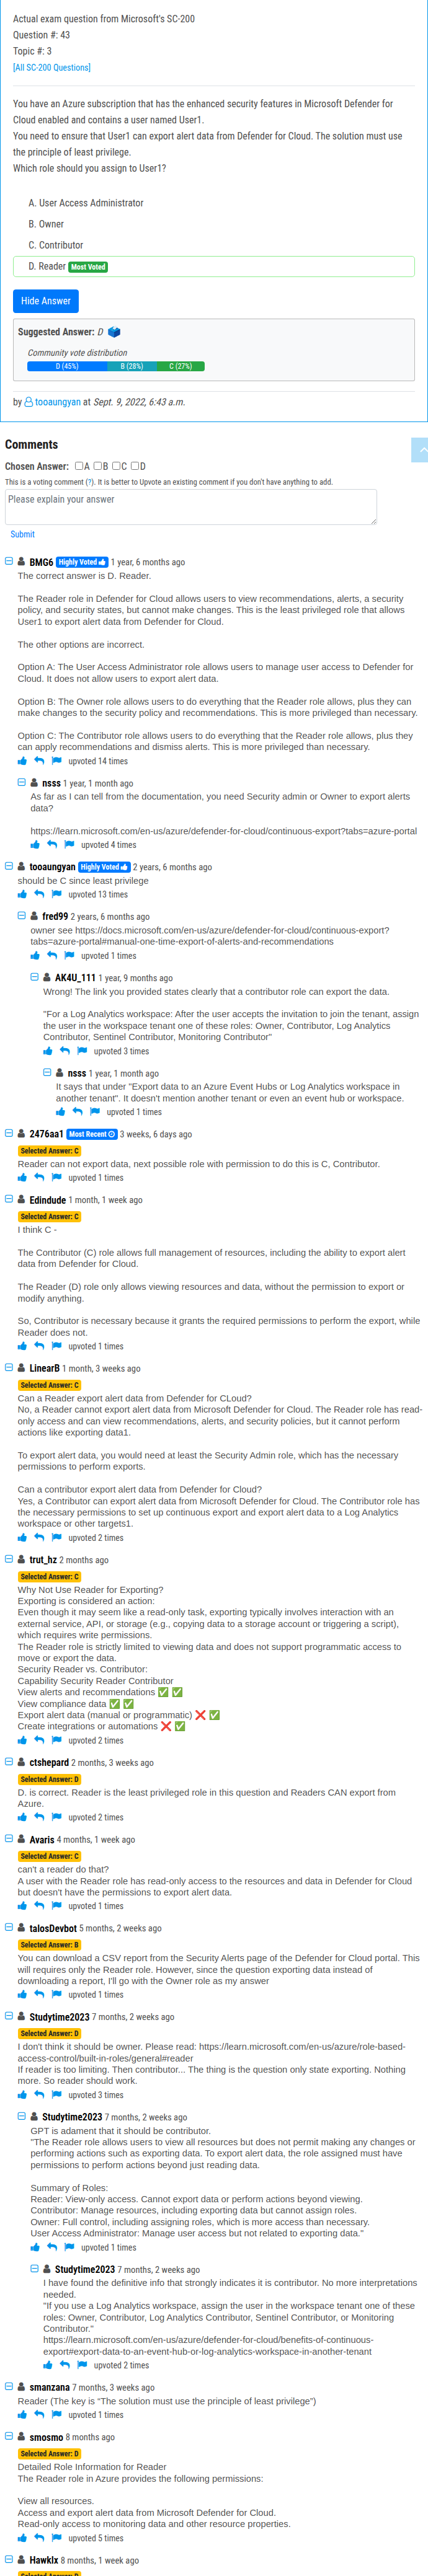 Actual exam question from Microsoft's SC-200
Question #: 43
Topic #: 3
[All SC-200 Questions]
You have an Azure subscription that has the enhanced security features in Microsoft Defender for
Cloud enabled and contains a user named User1.
You need to ensure that User1 can export alert data from Defender for Cloud. The solution must use
the principle of least privilege.
Which role should you assign to User1?
A. User Access Administrator
B. Owner
C. Contributor
D. Reader Most Voted
Hide Answer
Suggested Answer: D
Community vote distribution
D (45%) B (28%) C (27%)
by tooaungyan at Sept. 9, 2022, 6:43 a.m.
Comments
Chosen Answer: A B C D
This is a voting comment (?). It is better to Upvote an existing comment if you don't have anything to add.
Please explain your answer
Submit
BMG6 Highly Voted 1 year, 6 months ago
The correct answer is D. Reader.
The Reader role in Defender for Cloud allows users to view recommendations, alerts, a security
policy, and security states, but cannot make changes. This is the least privileged role that allows
User1 to export alert data from Defender for Cloud.
The other options are incorrect.
Option A: The User Access Administrator role allows users to manage user access to Defender for
Cloud. It does not allow users to export alert data.
Option B: The Owner role allows users to do everything that the Reader role allows, plus they can
make changes to the security policy and recommendations. This is more privileged than necessary.
Option C: The Contributor role allows users to do everything that the Reader role allows, plus they
can apply recommendations and dismiss alerts. This is more privileged than necessary.
upvoted 14 times
nsss 1 year, 1 month ago
As far as I can tell from the documentation, you need Security admin or Owner to export alerts
data?
https://learn.microsoft.com/en-us/azure/defender-for-cloud/continuous-export?tabs=azure-portal
upvoted 4 times
tooaungyan Highly Voted 2 years, 6 months ago
should be C since least privilege
upvoted 13 times
fred99 2 years, 6 months ago
owner see https://docs.microsoft.com/en-us/azure/defender-for-cloud/continuous-export?
tabs=azure-portal#manual-one-time-export-of-alerts-and-recommendations
upvoted 1 times
AK4U_111 1 year, 9 months ago
Wrong! The link you provided states clearly that a contributor role can export the data.
"For a Log Analytics workspace: After the user accepts the invitation to join the tenant, assign
the user in the workspace tenant one of these roles: Owner, Contributor, Log Analytics
Contributor, Sentinel Contributor, Monitoring Contributor"
upvoted 3 times
nsss 1 year, 1 month ago
It says that under "Export data to an Azure Event Hubs or Log Analytics workspace in
another tenant". It doesn't mention another tenant or even an event hub or workspace.
upvoted 1 times
2476aa1 Most Recent 3 weeks, 6 days ago
Selected Answer: C
Reader can not export data, next possible role with permission to do this is C, Contributor.
upvoted 1 times
Edindude 1 month, 1 week ago
Selected Answer: C
I think C -
The Contributor (C) role allows full management of resources, including the ability to export alert
data from Defender for Cloud.
The Reader (D) role only allows viewing resources and data, without the permission to export or
modify anything.
So, Contributor is necessary because it grants the required permissions to perform the export, while
Reader does not.
upvoted 1 times
LinearB 1 month, 3 weeks ago
Selected Answer: C
Can a Reader export alert data from Defender for CLoud?
No, a Reader cannot export alert data from Microsoft Defender for Cloud. The Reader role has read-
only access and can view recommendations, alerts, and security policies, but it cannot perform
actions like exporting data1.
To export alert data, you would need at least the Security Admin role, which has the necessary
permissions to perform exports.
Can a contributor export alert data from Defender for Cloud?
Yes, a Contributor can export alert data from Microsoft Defender for Cloud. The Contributor role has
the necessary permissions to set up continuous export and export alert data to a Log Analytics
workspace or other targets1.
upvoted 2 times
trut_hz 2 months ago
Selected Answer: C
Why Not Use Reader for Exporting?
Exporting is considered an action:
Even though it may seem like a read-only task, exporting typically involves interaction with an
external service, API, or storage (e.g., copying data to a storage account or triggering a script),
which requires write permissions.
The Reader role is strictly limited to viewing data and does not support programmatic access to
move or export the data.
Security Reader vs. Contributor:
Capability Security Reader Contributor
View alerts and recommendations ✅ ✅
View compliance data ✅ ✅
Export alert data (manual or programmatic) ❌ ✅
Create integrations or automations ❌ ✅
upvoted 2 times
ctshepard 2 months, 3 weeks ago
Selected Answer: D
D. is correct. Reader is the least privileged role in this question and Readers CAN export from
Azure.
upvoted 2 times
Avaris 4 months, 1 week ago
Selected Answer: C
can't a reader do that?
A user with the Reader role has read-only access to the resources and data in Defender for Cloud
but doesn't have the permissions to export alert data.
upvoted 1 times
talosDevbot 5 months, 2 weeks ago
Selected Answer: B
You can download a CSV report from the Security Alerts page of the Defender for Cloud portal. This
will requires only the Reader role. However, since the question exporting data instead of
downloading a report, I'll go with the Owner role as my answer
upvoted 1 times
Studytime2023 7 months, 2 weeks ago
Selected Answer: D
I don't think it should be owner. Please read: https://learn.microsoft.com/en-us/azure/role-based-
access-control/built-in-roles/general#reader
If reader is too limiting. Then contributor... The thing is the question only state exporting. Nothing
more. So reader should work.
upvoted 3 times
Studytime2023 7 months, 2 weeks ago
GPT is adamant that it should be contributor.
"The Reader role allows users to view all resources but does not permit making any changes or
performing actions such as exporting data. To export alert data, the role assigned must have
permissions to perform actions beyond just reading data.
Summary of Roles:
Reader: View-only access. Cannot export data or perform actions beyond viewing.
Contributor: Manage resources, including exporting data but cannot assign roles.
Owner: Full control, including assigning roles, which is more access than necessary.
User Access Administrator: Manage user access but not related to exporting data."
upvoted 1 times
Studytime2023 7 months, 2 weeks ago
I have found the definitive info that strongly indicates it is contributor. No more interpretations
needed.
"If you use a Log Analytics workspace, assign the user in the workspace tenant one of these
roles: Owner, Contributor, Log Analytics Contributor, Sentinel Contributor, or Monitoring
Contributor."
https://learn.microsoft.com/en-us/azure/defender-for-cloud/benefits-of-continuous-
export#export-data-to-an-event-hub-or-log-analytics-workspace-in-another-tenant
upvoted 2 times
smanzana 7 months, 3 weeks ago
Reader (The key is “The solution must use the principle of least privilege”)
upvoted 1 times
smosmo 8 months ago
Selected Answer: D
Detailed Role Information for Reader
The Reader role in Azure provides the following permissions:
View all resources.
Access and export alert data from Microsoft Defender for Cloud.
Read-only access to monitoring data and other resource properties.
upvoted 5 times
Hawklx 8 months, 1 week ago